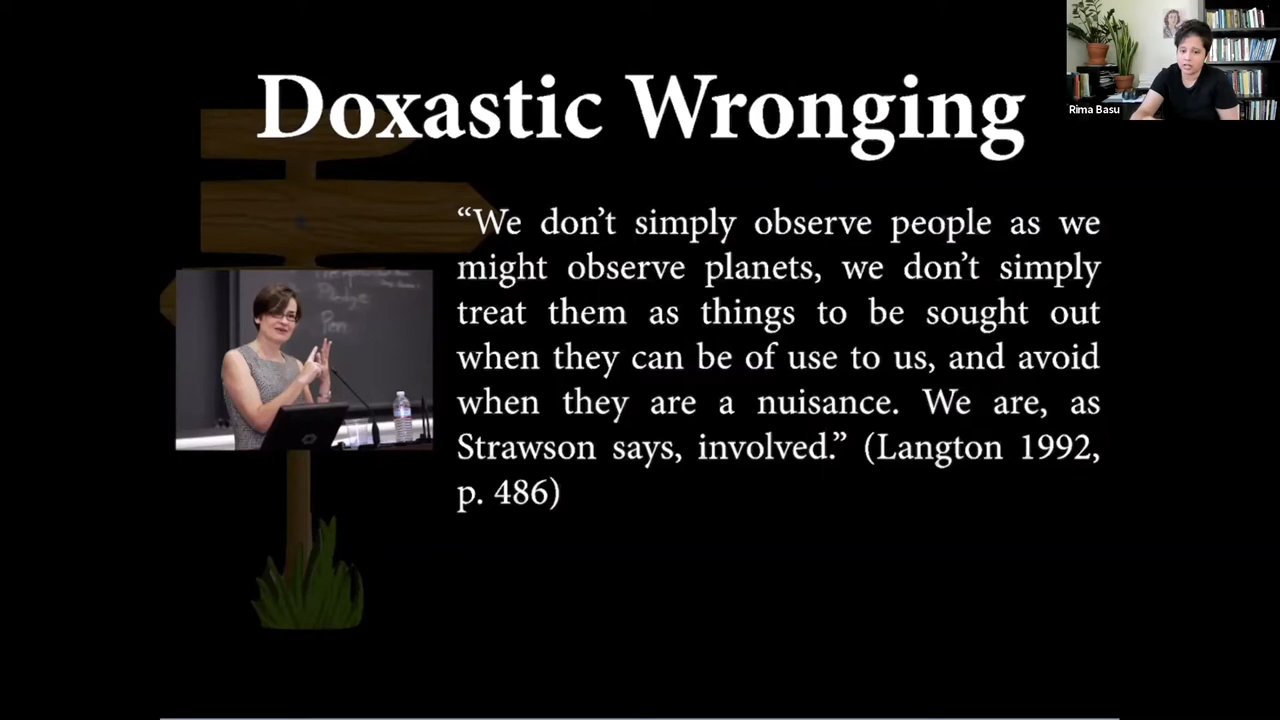 Doxastic Wronging
Rima Basu
“We don’t simply observe people as we
might observe planets, we don’t simply
treat them as things to be sought out
when they can be of use to us, and avoid
when they are a nuisance. We are, as
Strawson says, involved.” (Langton 1992,
p. 486)
Pledge
Pen